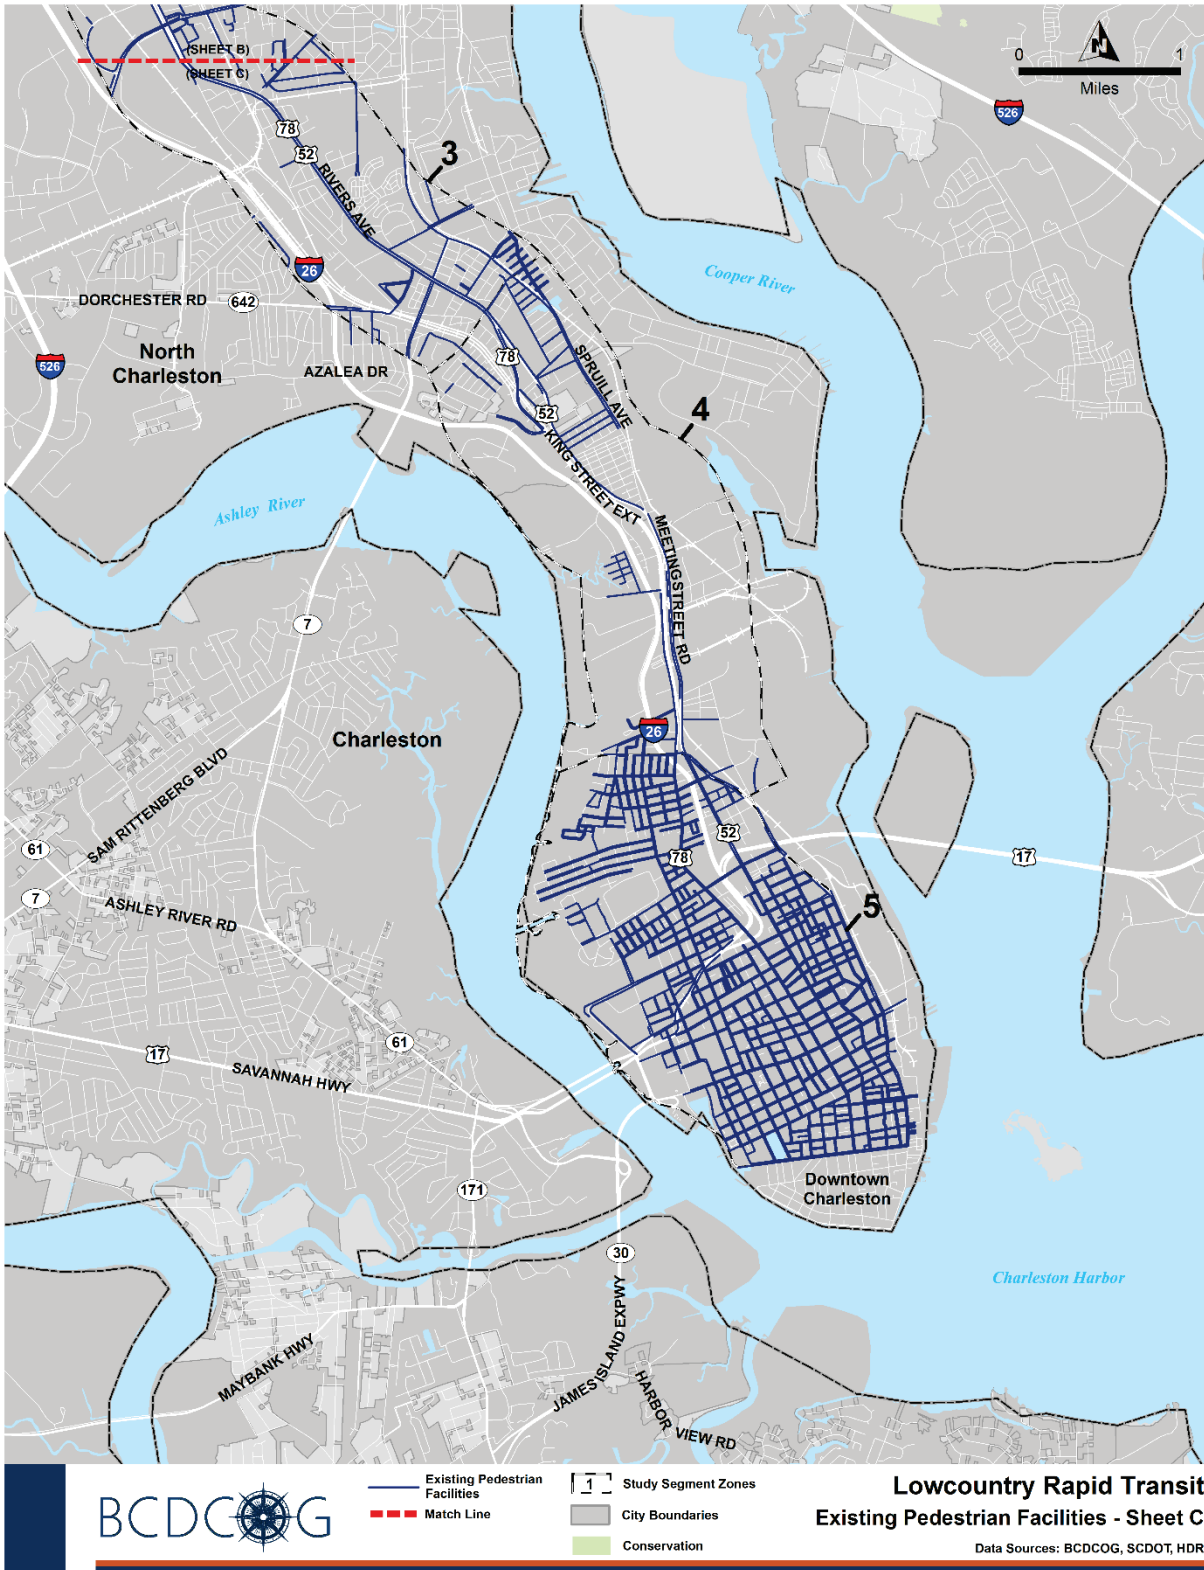 (SHEET B)
(SHEET C)
N
0 1
Miles
526
78
52
3
RIVERS AVE
26
Cooper River
DORCHESTER RD
642
North
Charleston
526
AZALEA DR
78
SPRUILL AVE
52
4
KING STREET EXT
Ashley River
MEETING STREET RD
7
26
Charleston
SAM RITTENBERG BLVD
61
52
78
17
7
ASHLEY RIVER RD
5
61
17
SAVANNAH HWY
Downtown
Charleston
171
30
Charleston Harbor
MAYBANK HWY
JAMES ISLAND EXPWY
HARBOR VIEW RD
BCDCOG
Existing Pedestrian
Facilities
Match Line
1 Study Segment Zones
City Boundaries
Conservation
Lowcountry Rapid Transit
Existing Pedestrian Facilities - Sheet C
Data Sources: BCDCOG, SCDOT, HDR